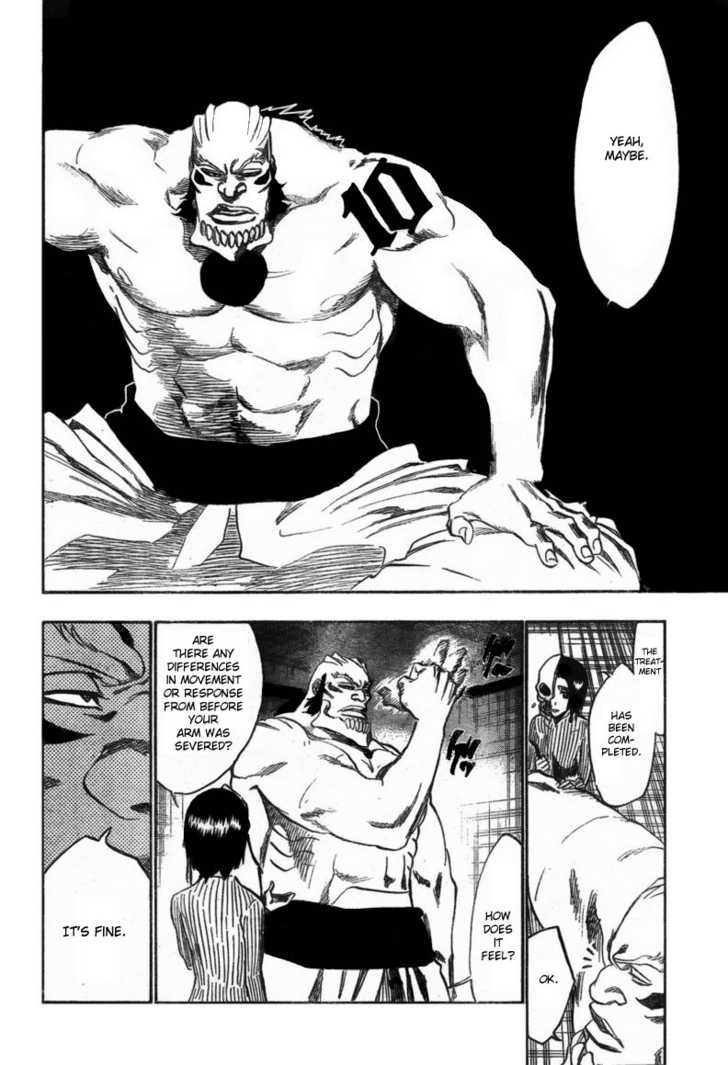 YEAH,
MAYBE.
10
THE
TREAT-
MENT
HAS
BEEN
COM-
PLETED.
OK.
HOW
DOES
IT
FEEL?
ARE
THERE ANY
DIFFERENCES
IN MOVEMENT
OR RESPONSE
FROM BEFORE
YOUR
ARM WAS
SEVERED?
IT'S FINE.